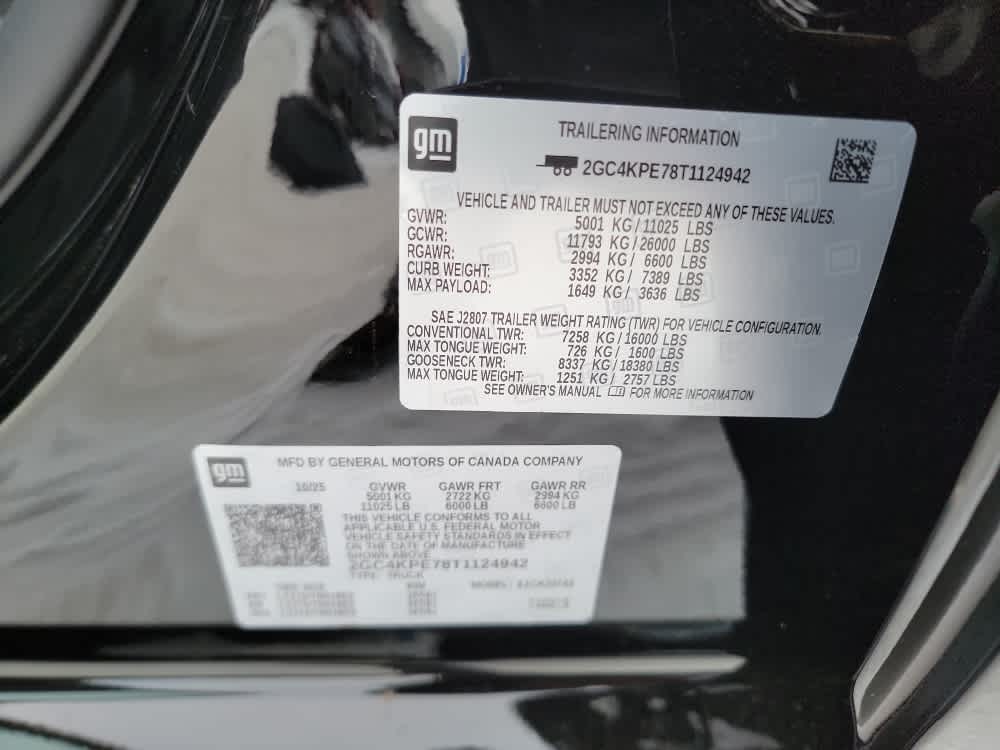 gm
TRAILERING INFORMATION
2GC4KPE78T1124942
VEHICLE AND TRAILER MUST NOT EXCEED ANY OF THESE VALUES.
GVWR: 5001 KG / 11025 LBS
GCWR: 11793 KG / 26000 LBS
RGAWR: 2994 KG / 6600 LBS
CURB WEIGHT: 3352 KG / 7389 LBS
MAX PAYLOAD: 1649 KG / 3636 LBS
SAE J2807 TRAILER WEIGHT RATING (TWR) FOR VEHICLE CONFIGURATION.
CONVENTIONAL TWR: 7258 KG / 16000 LBS
MAX TONGUE WEIGHT: 726 KG / 1600 LBS
GOOSENECK TWR: 8337 KG / 18380 LBS
MAX TONGUE WEIGHT: 1251 KG / 2757 LBS
SEE OWNER'S MANUAL FOR MORE INFORMATION
gm
MFD BY GENERAL MOTORS OF CANADA COMPANY
10/25 GVWR GAWR FRT GAWR RR
5001 KG 2722 KG 2994 KG
11025 LB 6000 LB 6600 LB
THIS VEHICLE CONFORMS TO ALL
APPLICABLE U.S. FEDERAL MOTOR
VEHICLE SAFETY STANDARDS IN EFFECT
ON THE DATE OF MANUFACTURE
SHOWN ABOVE
2GC4KPE78T1124942
TYPE: TRUCK
MODEL: